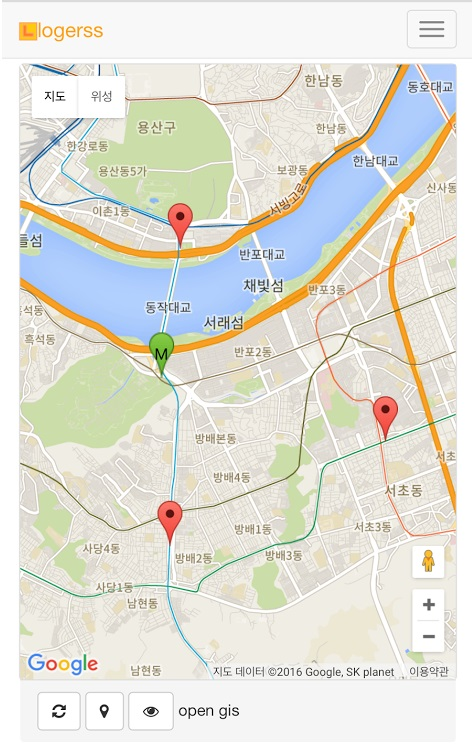 Llogerss
지도 위성
한남동
동호대교
용산구
한남동
한강로동
한남대교
용산동5가
보광동
신사동
서빙고로
이촌1동
들섬
반포대교
채빛섬
반포3동
동작대교
석동
서래섬
흑석동
반포2동
M
방배본동
방배4동
서초동
서초
방배1동
서초3동
사당4동
방배2동
방배3동
사당1동
남현동
남현동
Google
지도 데이터 ©2016 Google, SK planet 이용약관
open gis